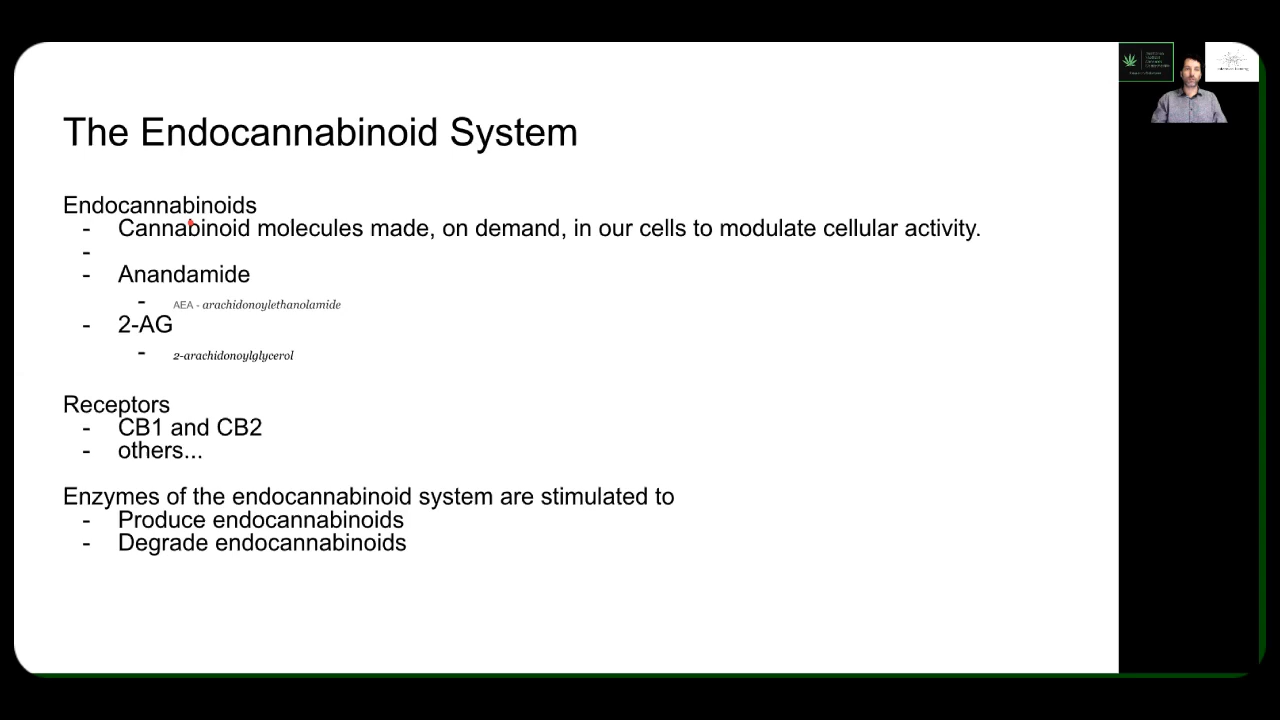 The Endocannabinoid System
Endocannabinoids
- Cannabinoid molecules made, on demand, in our cells to modulate cellular activity.
-
- Anandamide
- AEA - arachidonoylethanolamide
- 2-AG
- 2-arachidonoylglycerol
Receptors
- CB1 and CB2
- others...
Enzymes of the endocannabinoid system are stimulated to
- Produce endocannabinoids
- Degrade endocannabinoids